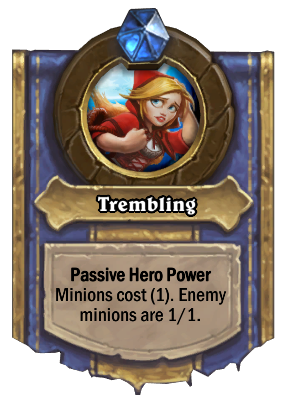 Trembling
Passive Hero Power
Minions cost (1). Enemy
minions are 1/1.